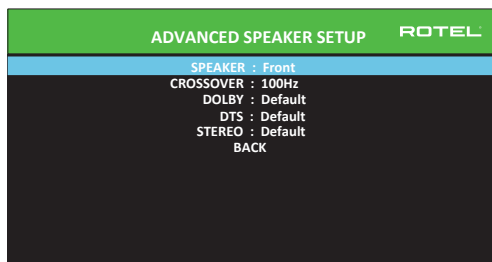 ADVANCED SPEAKER SETUP
ROTEL
SPEAKER : Front
CROSSOVER : 100Hz
DOLBY : Default
DTS : Default
STEREO : Default
BACK